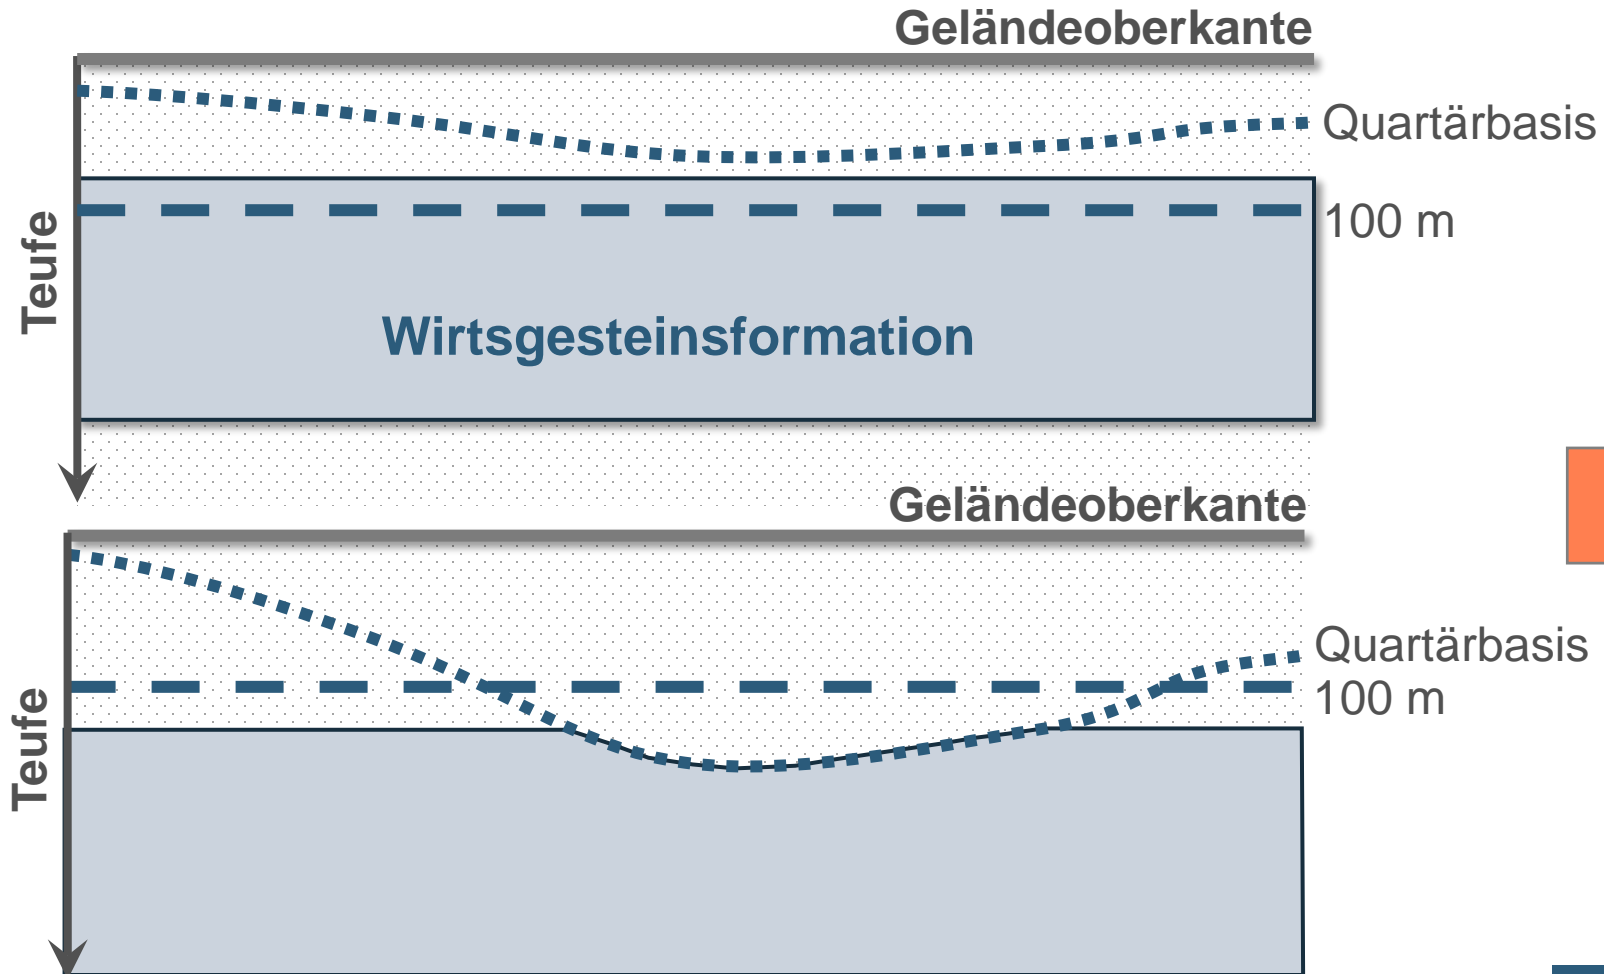 Geländeoberkante
Quartärbasis
100 m
Teufe
Wirtsgesteinsformation
Geländeoberkante
Quartärbasis
100 m
Teufe